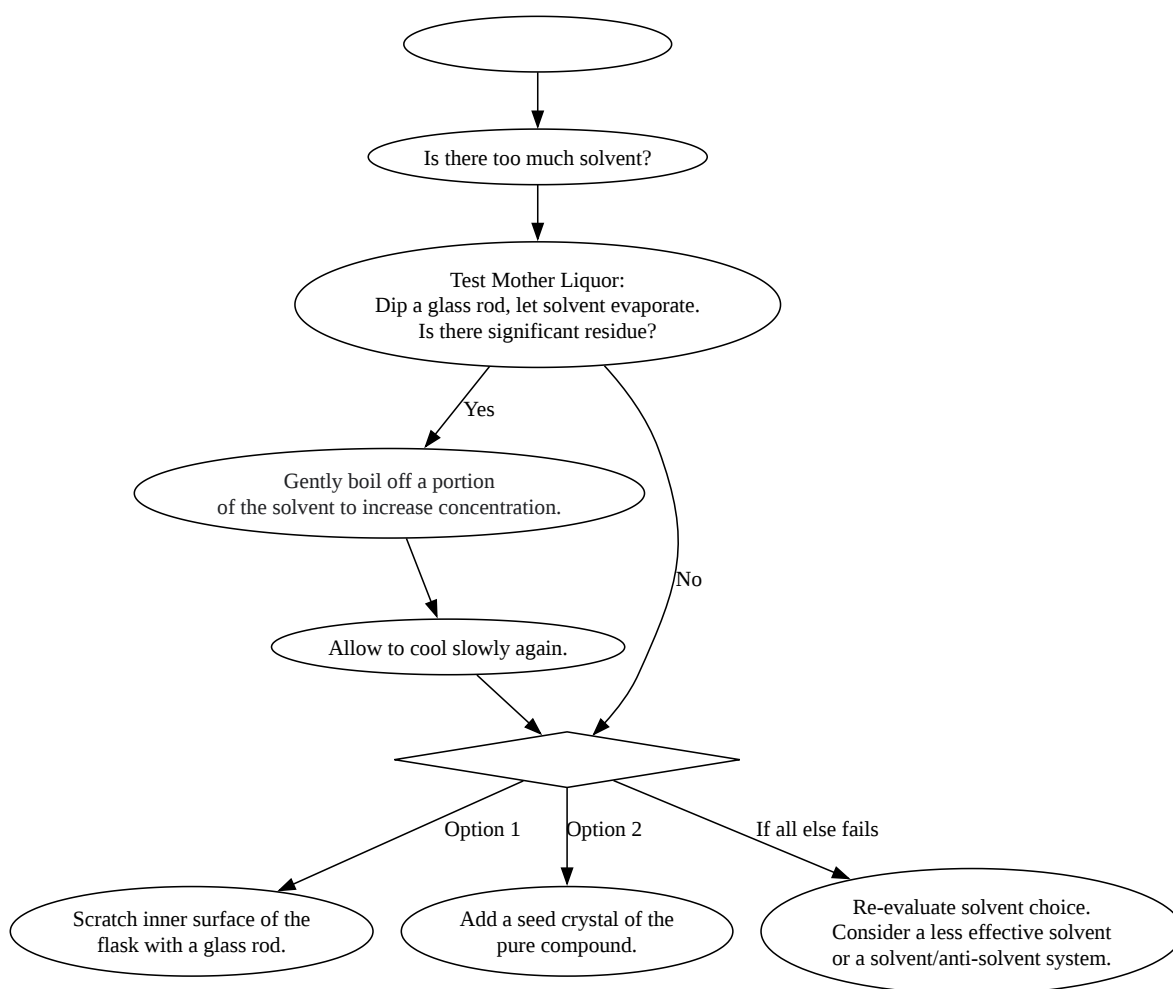 Is there too much solvent?
Test Mother Liquor:
Dip a glass rod, let solvent evaporate.
Is there significant residue?
Yes
Gently boil off a portion
of the solvent to increase concentration.
No
Allow to cool slowly again.
Option 1
Option 2
If all else fails
Scratch inner surface of the
flask with a glass rod.
Add a seed crystal of the
pure compound.
Re-evaluate solvent choice.
Consider a less effective solvent
or a solvent/anti-solvent system.